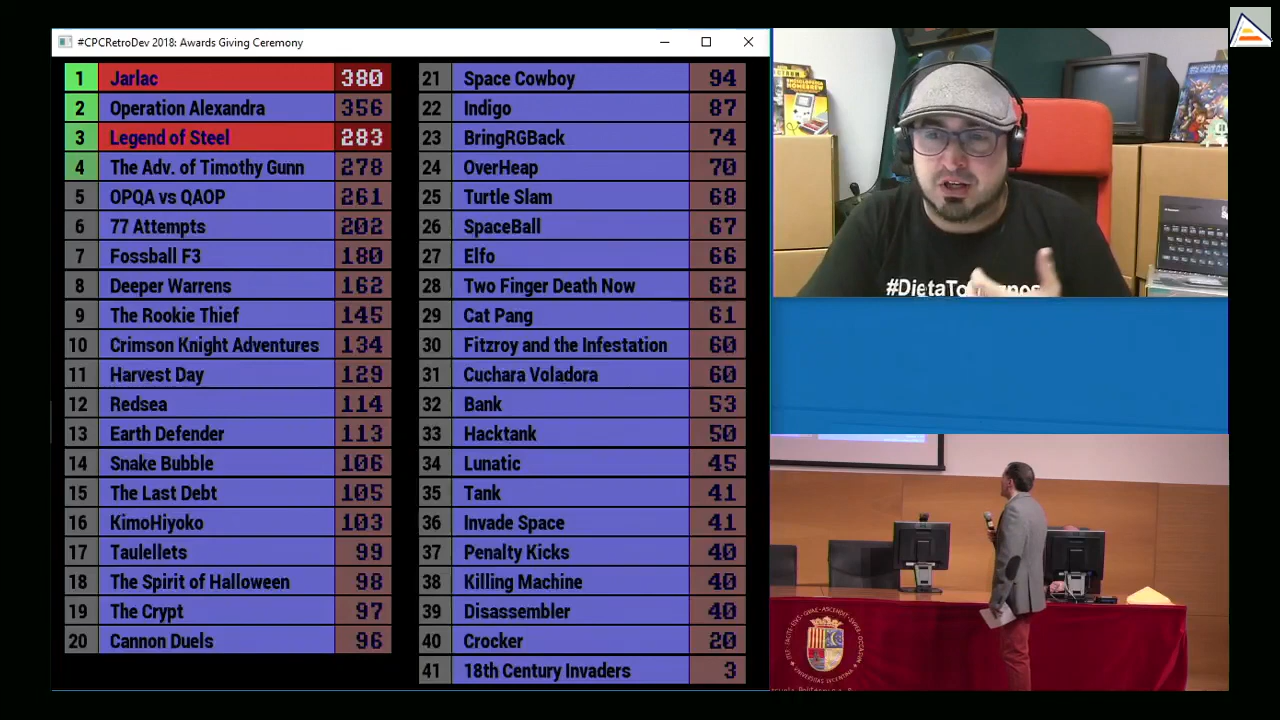 #CPCRetroDev 2018: Awards Giving Ceremony
1 Jarlac 380
2 Operation Alexandra 356
3 Legend of Steel 283
4 The Adv. of Timothy Gunn 278
5 OPQA vs QAOP 261
6 77 Attempts 202
7 Fossball F3 180
8 Deeper Warrens 162
9 The Rookie Thief 145
10 Crimson Knight Adventures 134
11 Harvest Day 129
12 Redsea 114
13 Earth Defender 113
14 Snake Bubble 106
15 The Last Debt 105
16 KimoHiyoko 103
17 Taulellets 99
18 The Spirit of Halloween 98
19 The Crypt 97
20 Cannon Duels 96
21 Space Cowboy 94
22 Indigo 87
23 BringRGBack 74
24 OverHeap 70
25 Turtle Slam 68
26 SpaceBall 67
27 Elfo 66
28 Two Finger Death Now 62
29 Cat Pang 61
30 Fitzroy and the Infestation 60
31 Cuchara Voladora 60
32 Bank 53
33 Hacktank 50
34 Lunatic 45
35 Tank 41
36 Invade Space 41
37 Penalty Kicks 40
38 Killing Machine 40
39 Disassembler 40
40 Crocker 20
41 18th Century Invaders 3
HOMEBREW